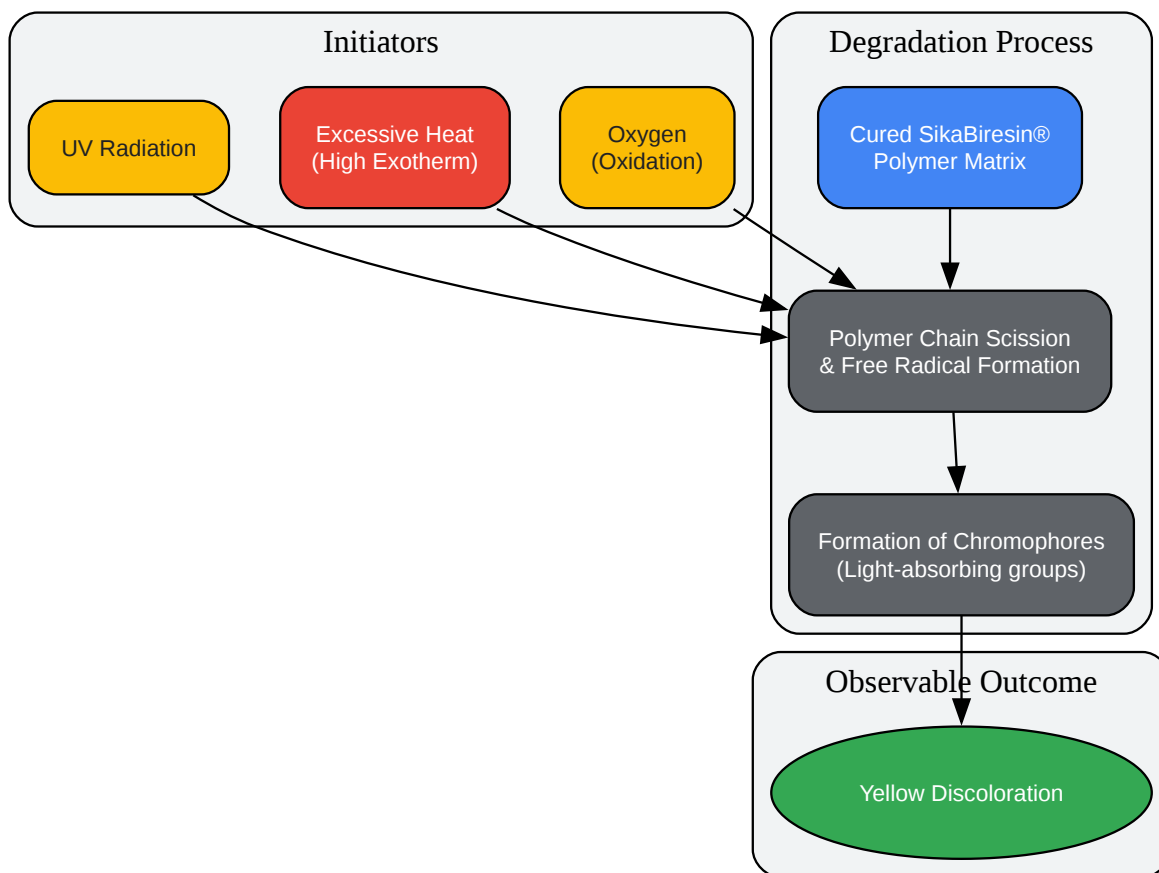 Initiators
UV Radiation
Excessive Heat
(High Exotherm)
Oxygen
(Oxidation)
Degradation Process
Cured SikaBiresin®
Polymer Matrix
Polymer Chain Scission
& Free Radical Formation
Formation of Chromophores
(Light-absorbing groups)
Observable Outcome
Yellow Discoloration